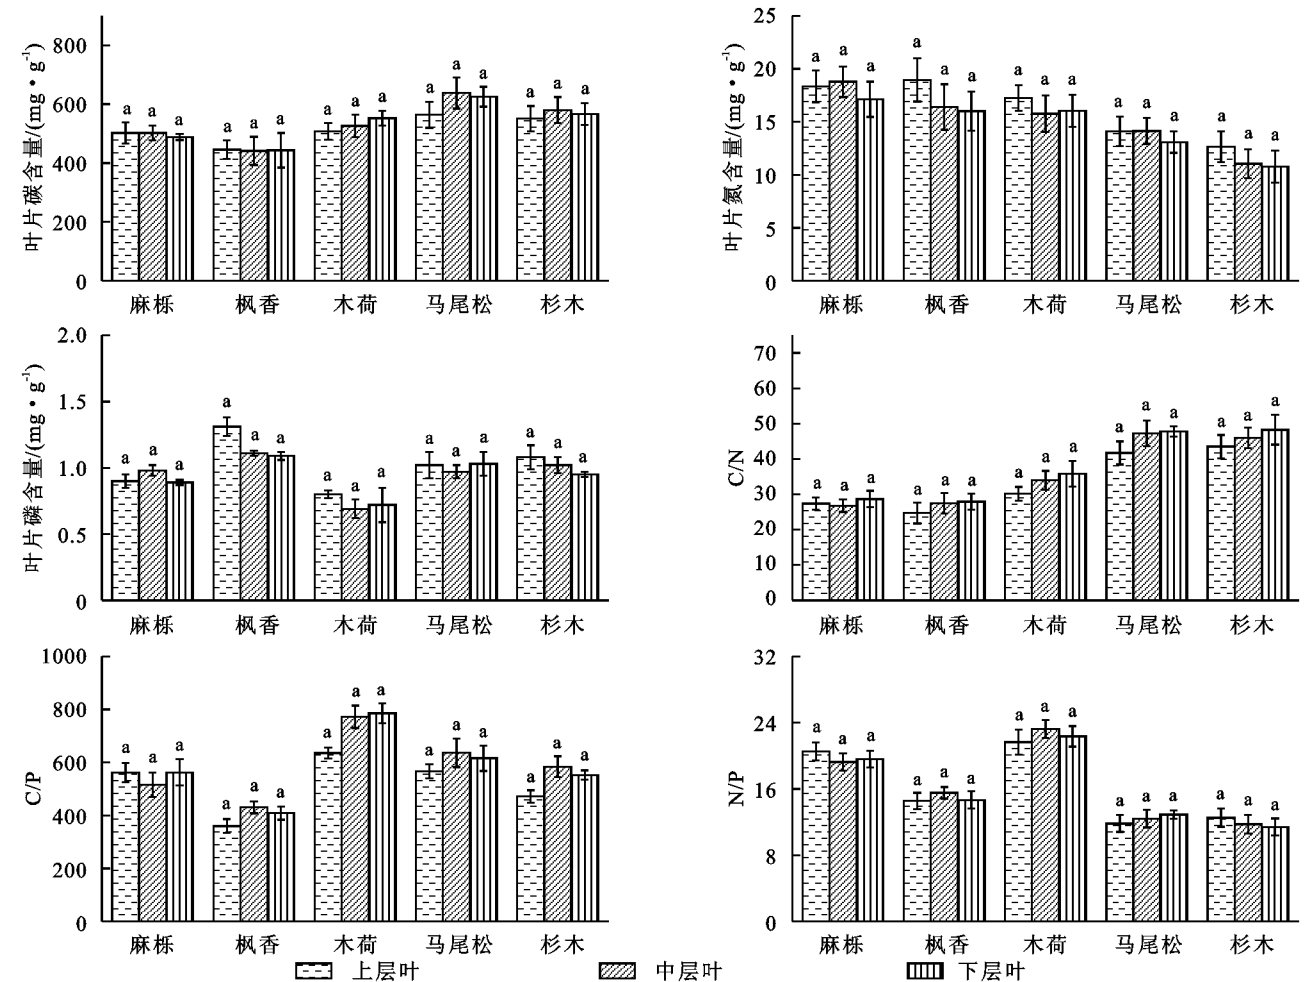 叶片碳含量/(mg·g⁻¹)
800
600
400
200
0
a a a a a a a a a a a a a a a
麻栎 枫香 木荷 马尾松 杉木
叶片氮含量/(mg·g⁻¹)
25
20
15
10
5
0
a a a a a a a a a a a a a a a
麻栎 枫香 木荷 马尾松 杉木
叶片磷含量/(mg·g⁻¹)
2.0
1.5
1.0
0.5
0
a a a a a a a a a a a a a a a
麻栎 枫香 木荷 马尾松 杉木
C/N
70
60
50
40
30
20
10
0
a a a a a a a a a a a a a a a
麻栎 枫香 木荷 马尾松 杉木
C/P
1000
800
600
400
200
0
a a a a a a a a a a a a a a a
麻栎 枫香 木荷 马尾松 杉木
N/P
32
24
16
8
0
a a a a a a a a a a a a a a a
麻栎 枫香 木荷 马尾松 杉木
上层叶 中层叶 下层叶